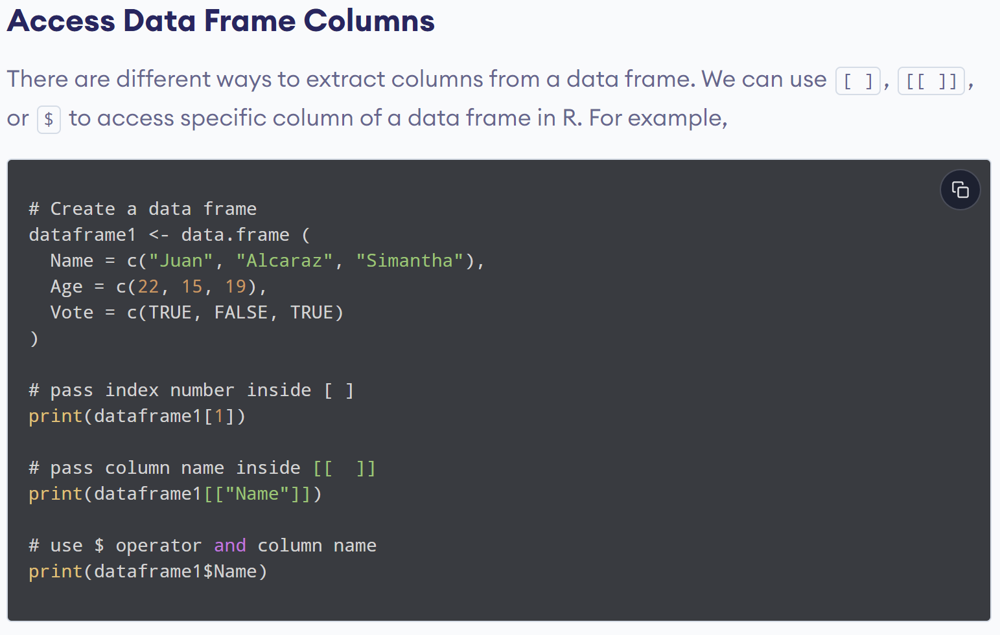 Access Data Frame Columns
There are different ways to extract columns from a data frame. We can use [ ], [[ ]],
or $ to access specific column of a data frame in R. For example,
# Create a data frame
dataframe1 <- data.frame (
  Name = c("Juan", "Alcaraz", "Simantha"),
  Age = c(22, 15, 19),
  Vote = c(TRUE, FALSE, TRUE)
)
# pass index number inside [ ]
print(dataframe1[1])
# pass column name inside [[  ]]
print(dataframe1[["Name"]])
# use $ operator and column name
print(dataframe1$Name)